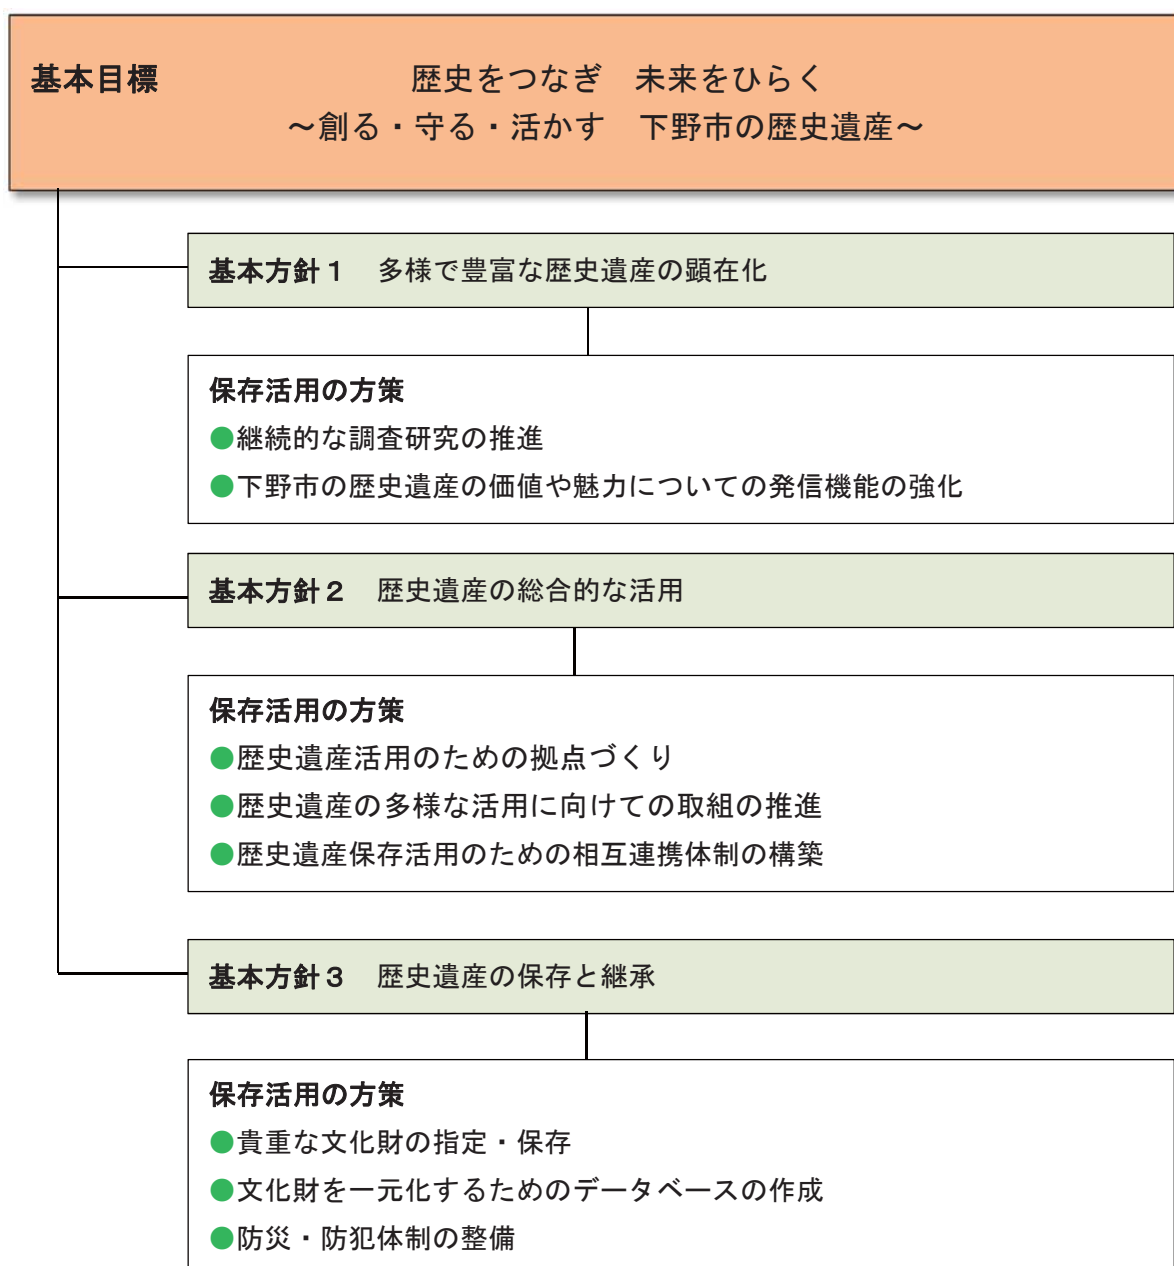 基本目標　歴史をつなぎ　未来をひらく
～創る・守る・活かす　下野市の歴史遺産～
基本方針１　多様で豊富な歴史遺産の顕在化
保存活用の方策
●継続的な調査研究の推進
●下野市の歴史遺産の価値や魅力についての発信機能の強化
基本方針２　歴史遺産の総合的な活用
保存活用の方策
●歴史遺産活用のための拠点づくり
●歴史遺産の多様な活用に向けての取組の推進
●歴史遺産保存活用のための相互連携体制の構築
基本方針３　歴史遺産の保存と継承
保存活用の方策
●貴重な文化財の指定・保存
●文化財を一元化するためのデータベースの作成
●防災・防犯体制の整備